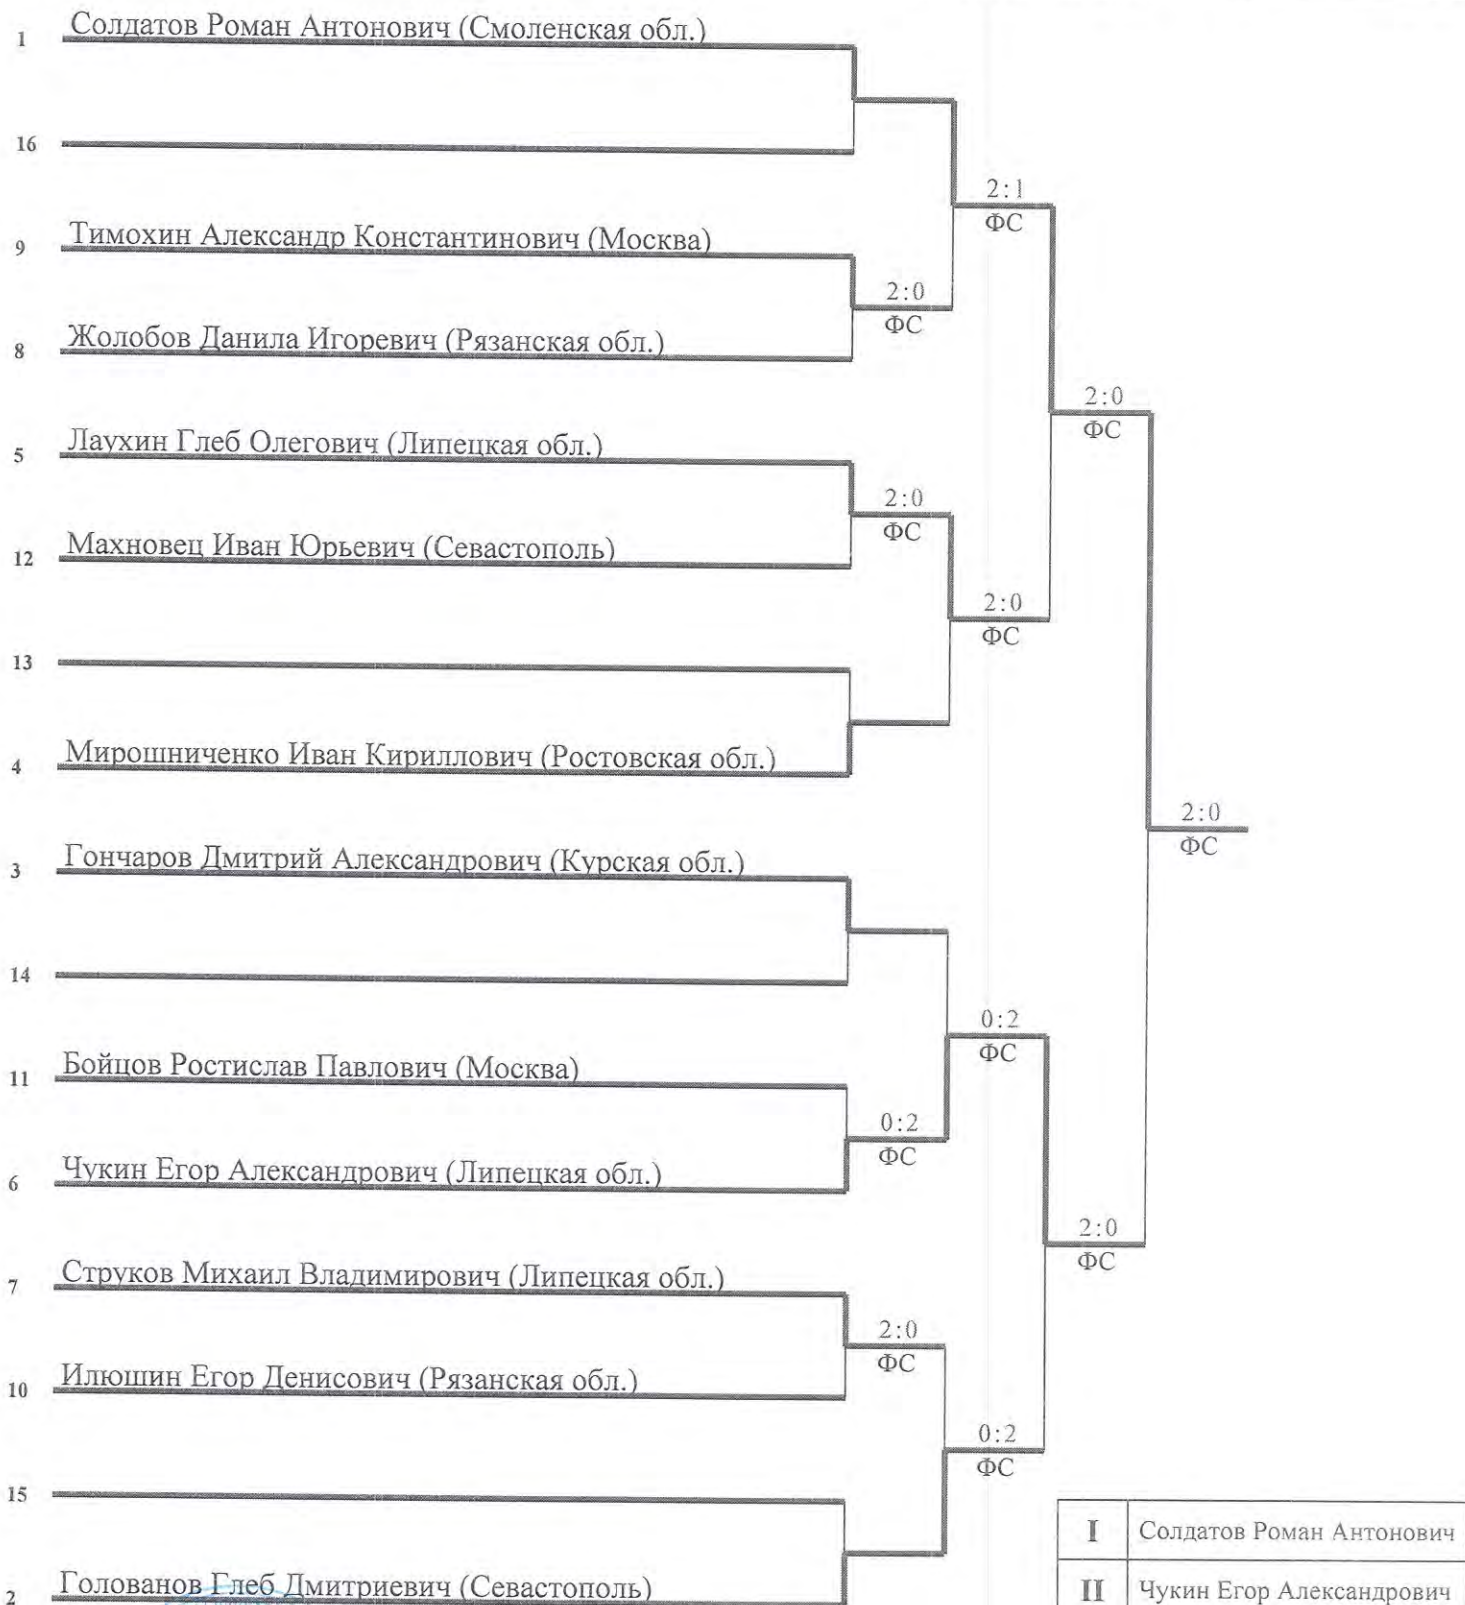 1 Солдатов Роман Антонович (Смоленская обл.)
16
2:1
ФС
9 Тимохин Александр Константинович (Москва)
2:0
ФС
8 Жолобов Данила Игоревич (Рязанская обл.)
2:0
ФС
5 Лаухин Глеб Олегович (Липецкая обл.)
2:0
ФС
12 Махновец Иван Юрьевич (Севастополь)
2:0
ФС
13
4 Мирошниченко Иван Кириллович (Ростовская обл.)
2:0
ФС
3 Гончаров Дмитрий Александрович (Курская обл.)
14
0:2
ФС
11 Бойцов Ростислав Павлович (Москва)
0:2
ФС
6 Чукин Егор Александрович (Липецкая обл.)
2:0
ФС
7 Струков Михаил Владимирович (Липецкая обл.)
2:0
ФС
10 Илюшин Егор Денисович (Рязанская обл.)
0:2
ФС
15
I Солдатов Роман Антонович
2 Голованов Глеб Дмитриевич (Севастополь)
II Чукин Егор Александрович